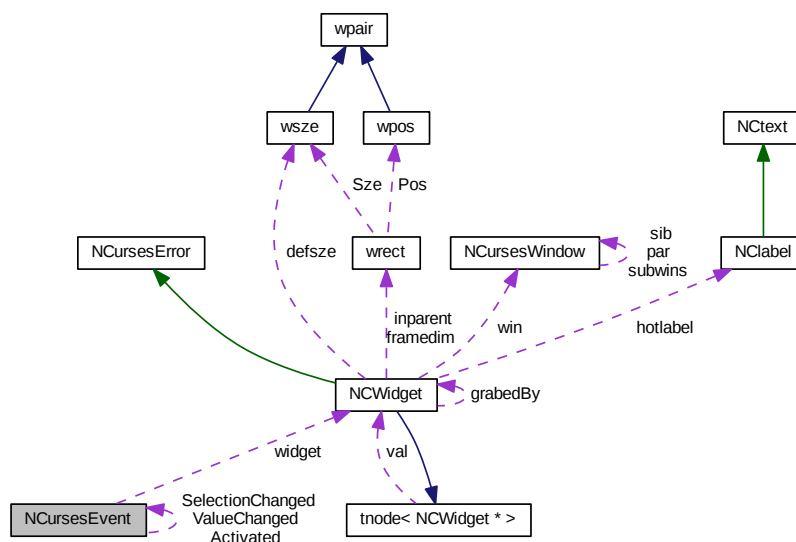 wpair
wsze
wpos
NCtext
Sze
Pos
NCursesError
defsze
wrect
NCursesWindow
sib
par
subwins
NClabel
inparent
framedim
win
hotlabel
NCWidget
grabedBy
widget
val
NCursesEvent
SelectionChanged
ValueChanged
Activated
tnode< NCWidget * >